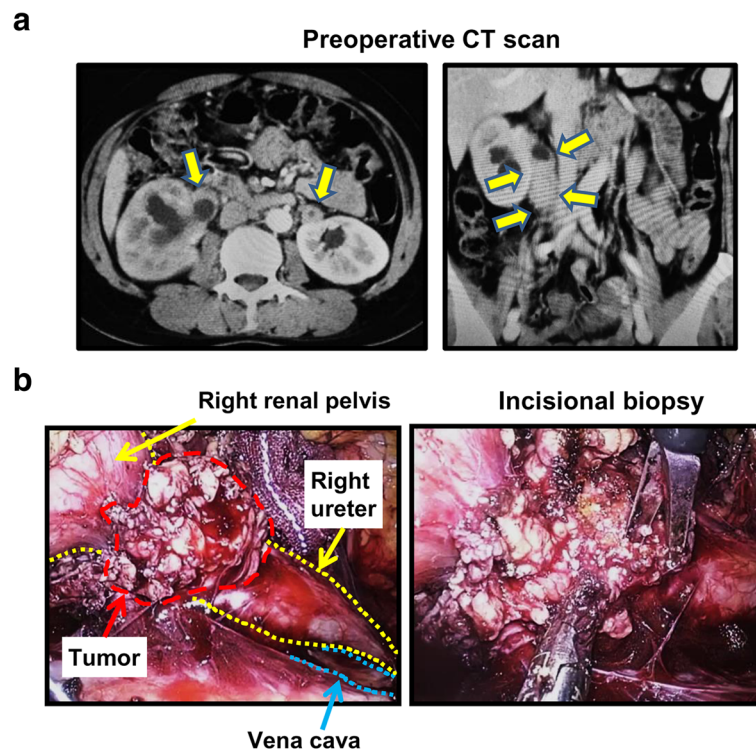 a
Preoperative CT scan
b
Right renal pelvis
Incisional biopsy
Right
ureter
Tumor
Vena cava